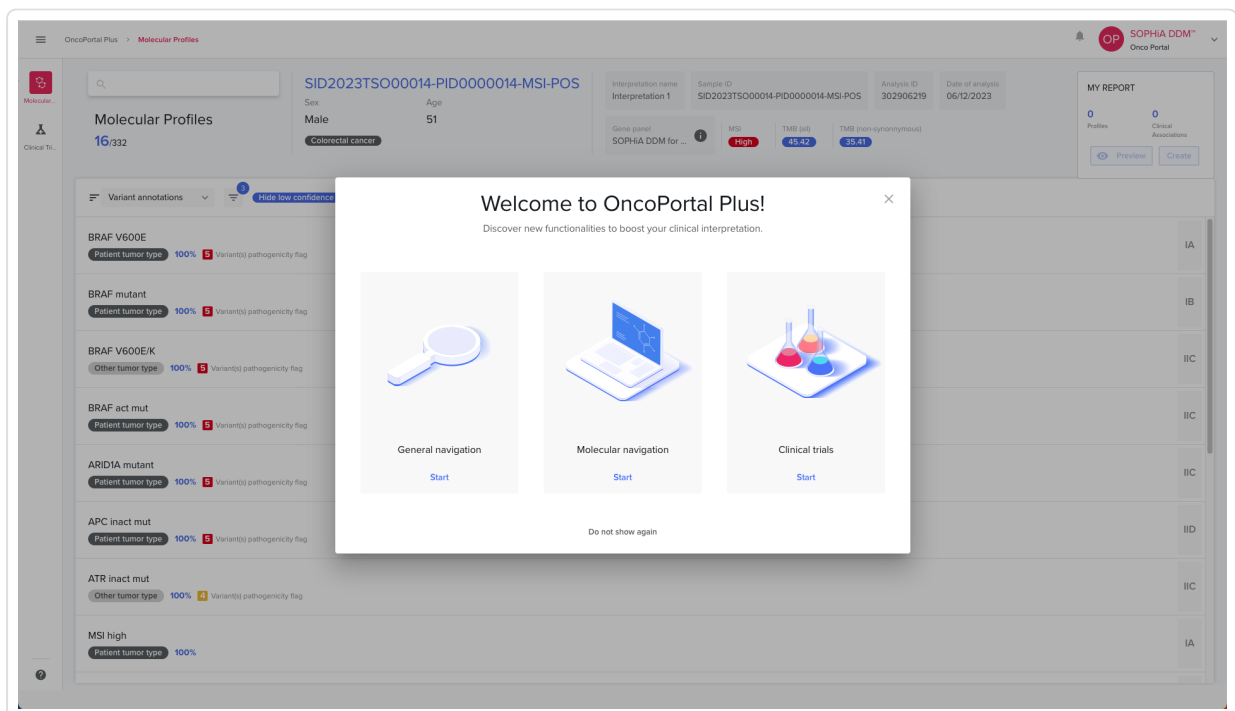 OncoPortal Plus > Molecular Profiles
OP
SOPHiA DDM™
Onco Portal
Molecular...
Clinical Tri...
Molecular Profiles
16/332
SID2023TSO00014-PID0000014-MSI-POS
Sex
Age
Male
51
Colorectal cancer
Interpretation name
Interpretation 1
Sample ID
SID2023TSO00014-PID0000014-MSI-POS
Analysis ID
302906219
Date of analysis
06/12/2023
Gene panel
SOPHiA DDM for ...
MSI
High
TMB (all)
45.42
TMB (non-synonnymous)
35.41
MY REPORT
0
Profiles
0
Clinical
Associations
Preview
Create
Variant annotations
3
Hide low confidence
BRAF V600E
Patient tumor type 100% 5 Variant(s) pathogenicity flag
IA
BRAF mutant
Patient tumor type 100% 5 Variant(s) pathogenicity flag
IB
BRAF V600E/K
Other tumor type 100% 5 Variant(s) pathogenicity flag
IIC
BRAF act mut
Patient tumor type 100% 5 Variant(s) pathogenicity flag
IIC
ARID1A mutant
Patient tumor type 100% 5 Variant(s) pathogenicity flag
IIC
APC inact mut
Patient tumor type 100% 5 Variant(s) pathogenicity flag
IID
ATR inact mut
Other tumor type 100% 4 Variant(s) pathogenicity flag
IIC
MSI high
Patient tumor type 100%
IA
Welcome to OncoPortal Plus!
Discover new functionalities to boost your clinical interpretation.
General navigation
Start
Molecular navigation
Start
Clinical trials
Start
Do not show again